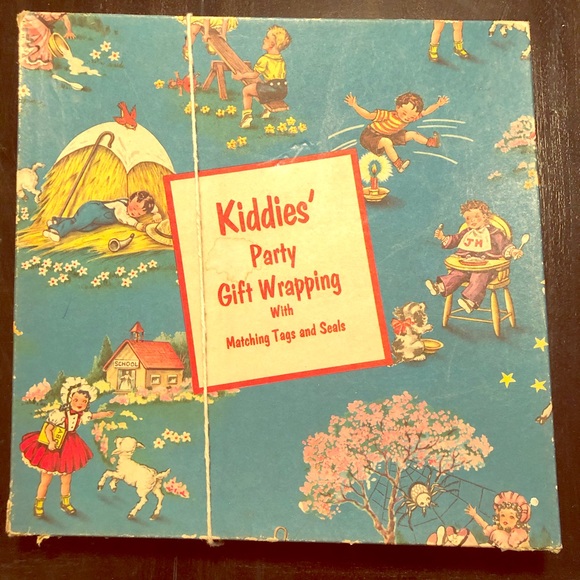 Kiddies'
Party
Gift Wrapping
With
Matching Tags and Seals
JH
SCHOOL